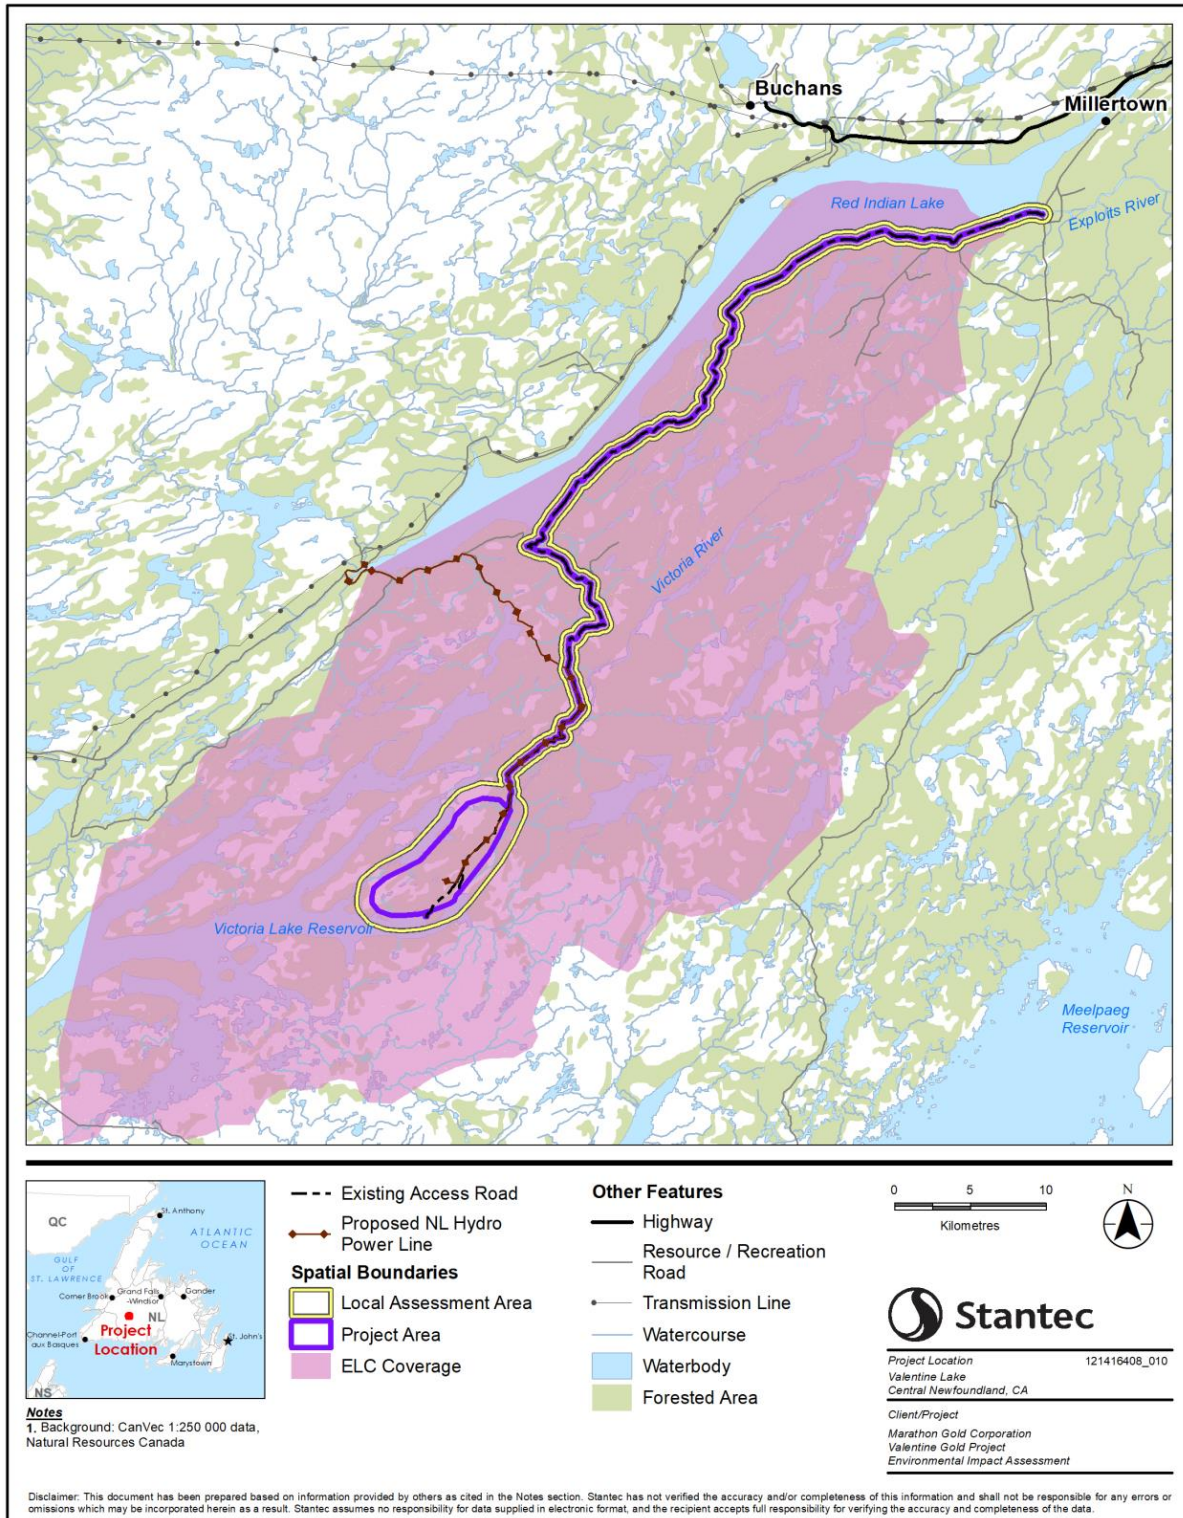 Buchans
Millertown
Red Indian Lake
Exploits River
Victoria River
Victoria Lake Reservoir
Meelpaeg
Reservoir
QC
St. Anthony
ATLANTIC
OCEAN
GULF
OF
ST. LAWRENCE
Corner Brook
Grand Falls
-Windsor
Gander
NL
Project
Location
Channel-Port
aux Basques
St. John's
Marystown
NS
Notes
1. Background: CanVec 1:250 000 data,
Natural Resources Canada
Existing Access Road
Proposed NL Hydro
Power Line
Spatial Boundaries
Local Assessment Area
Project Area
ELC Coverage
Other Features
Highway
Resource / Recreation
Road
Transmission Line
Watercourse
Waterbody
Forested Area
0 5 10
Kilometres
N
Stantec
Project Location 121416408_010
Valentine Lake
Central Newfoundland, CA
Client/Project
Marathon Gold Corporation
Valentine Gold Project
Environmental Impact Assessment
Disclaimer: This document has been prepared based on information provided by others as cited in the Notes section. Stantec has not verified the accuracy and/or completeness of this information and shall not be responsible for any errors or
omissions which may be incorporated herein as a result. Stantec assumes no responsibility for data supplied in electronic format, and the recipient accepts full responsibility for verifying the accuracy and completeness of the data.